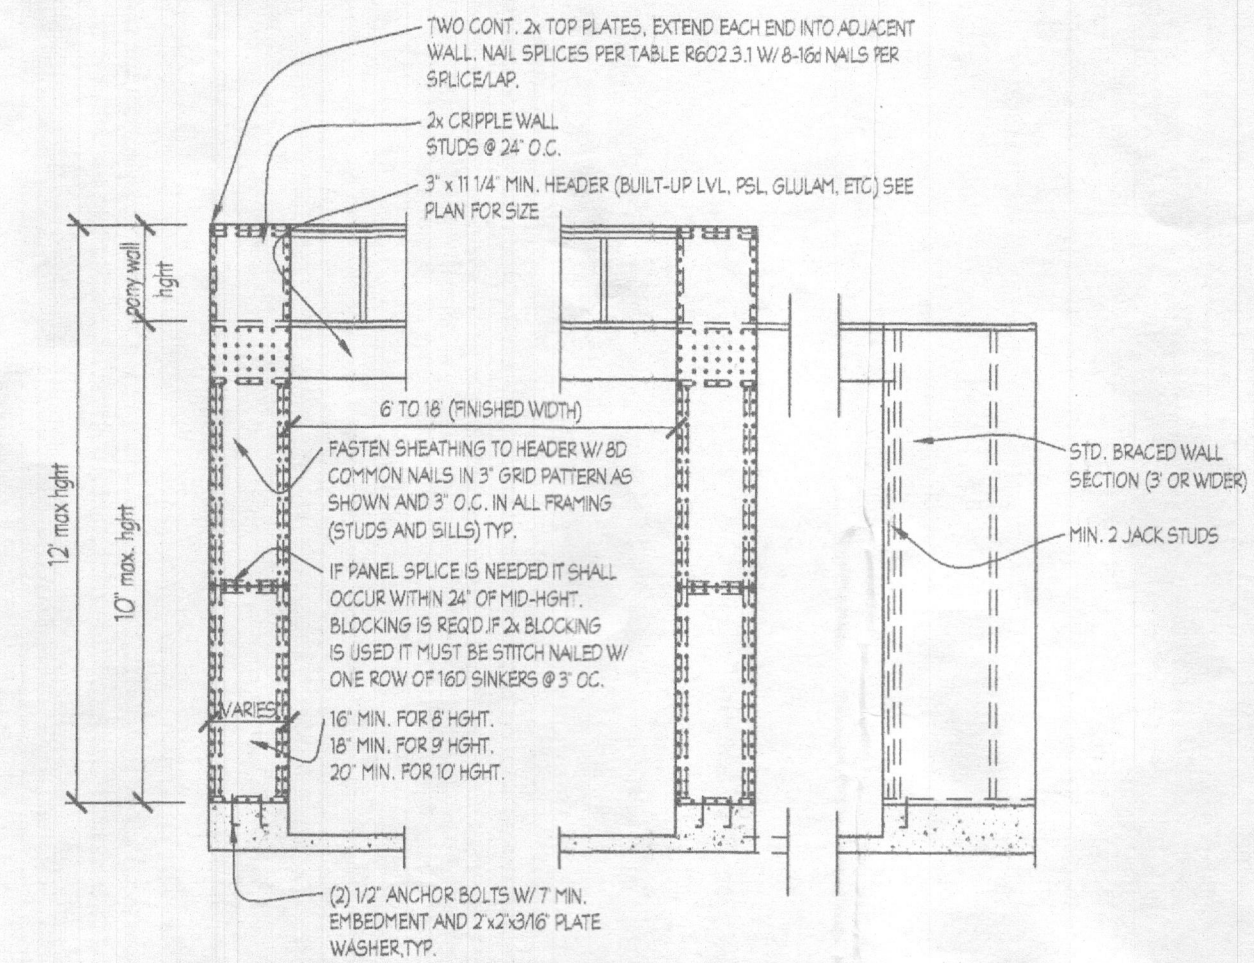 TWO CONT. 2x TOP PLATES, EXTEND EACH END INTO ADJACENT
WALL. NAIL SPLICES PER TABLE R602.3.1 W/ 8-16d NAILS PER
SPLICE/LAP.
2x CRIPPLE WALL
STUDS @ 24" O.C.
3" x 11 1/4" MIN. HEADER (BUILT-UP LVL, PSL, GLULAM, ETC) SEE
PLAN FOR SIZE
pony wall
hght
12' max hght
10" max. hght
6' TO 18' (FINISHED WIDTH)
FASTEN SHEATHING TO HEADER W/ 8D
COMMON NAILS IN 3" GRID PATTERN AS
SHOWN AND 3" O.C. IN ALL FRAMING
(STUDS AND SILLS) TYP.
IF PANEL SPLICE IS NEEDED IT SHALL
OCCUR WITHIN 24" OF MID-HGHT.
BLOCKING IS REQ'D.IF 2x BLOCKING
IS USED IT MUST BE STITCH NAILED W/
ONE ROW OF 16D SINKERS @ 3" OC.
VARIES
16" MIN. FOR 8' HGHT.
18" MIN. FOR 9' HGHT.
20" MIN. FOR 10' HGHT.
STD. BRACED WALL
SECTION (3' OR WIDER)
MIN. 2 JACK STUDS
(2) 1/2" ANCHOR BOLTS W/ 7" MIN.
EMBEDMENT AND 2"x2"x3/16" PLATE
WASHER,TYP.